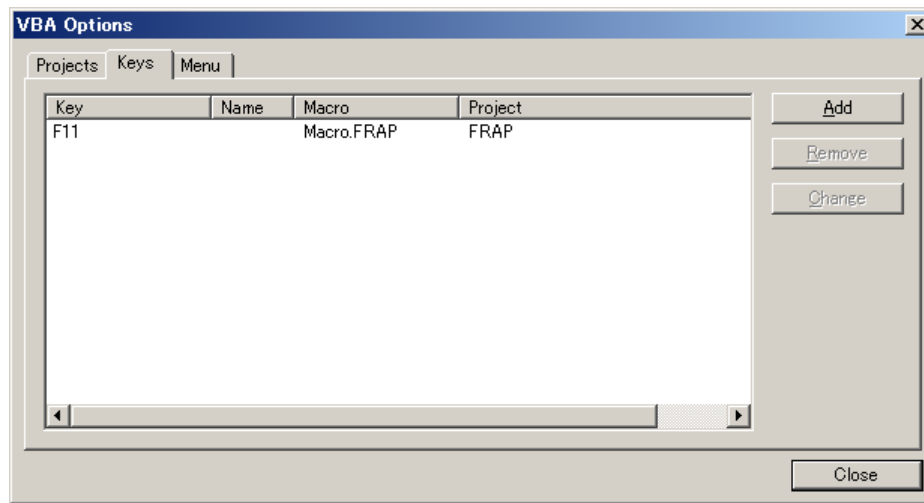 VBA Options
Projects Keys Menu
Key Name Macro Project
F11 Macro.FRAP FRAP
Add
Remove
Change
Close